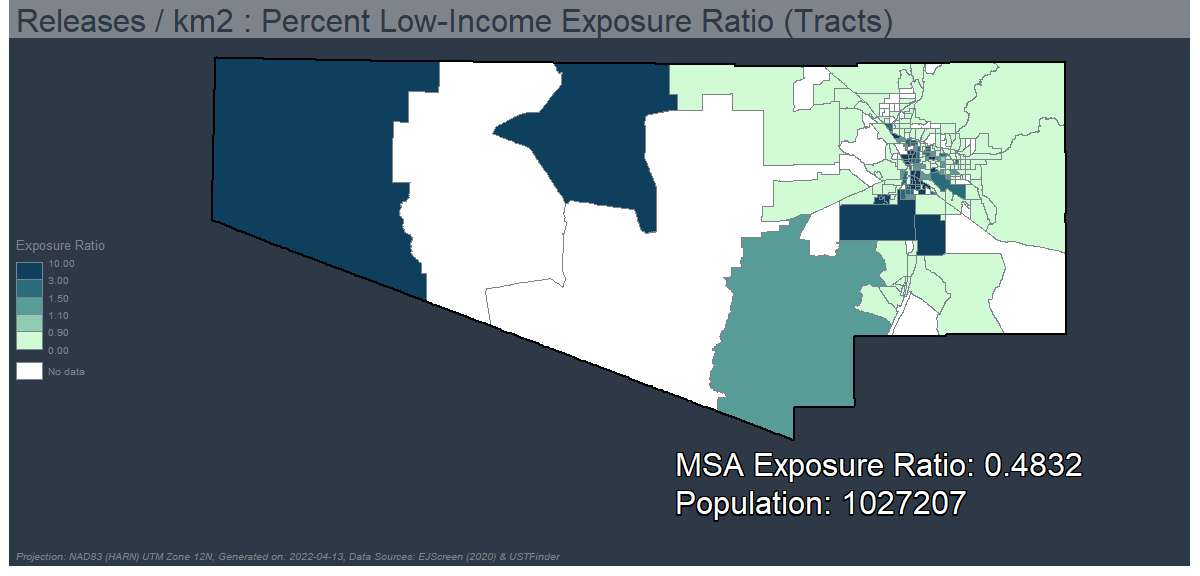 Releases / km2 : Percent Low-Income Exposure Ratio (Tracts)
Exposure Ratio
10.00
3.00
1.50
1.10
0.90
0.00
No data
MSA Exposure Ratio: 0.4832
Population: 1027207
Projection: NAD83 (HARN) UTM Zone 12N, Generated on: 2022-04-13, Data Sources: EJScreen (2020) & USTFinder